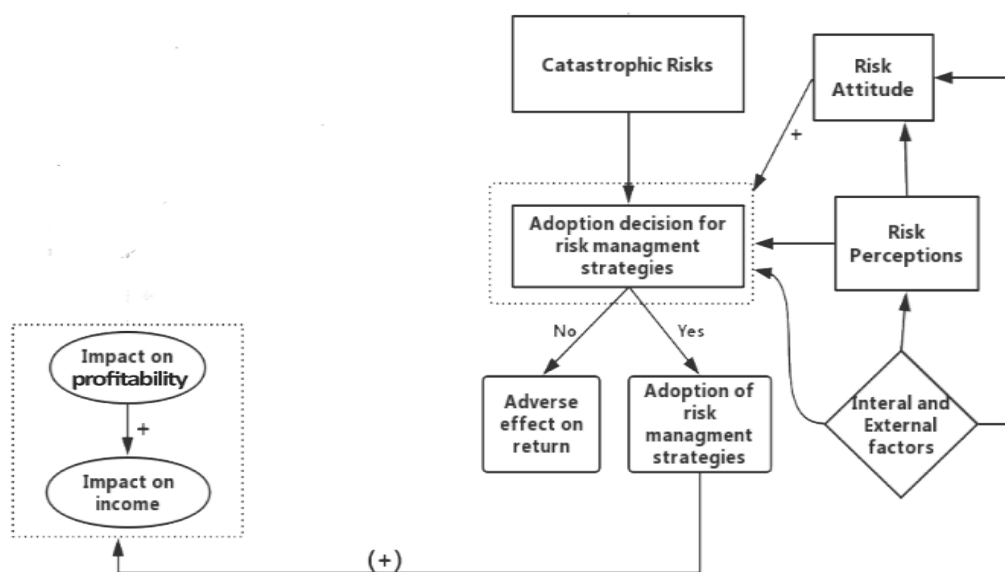 Catastrophic Risks
Risk
Attitude
+
Adoption decision for
risk managment
strategies
Risk
Perceptions
No
Yes
Impact on
profitability
+
Impact on
income
Adverse
effect on
return
Adoption of
risk
managment
strategies
Interal and
External
factors
(+)